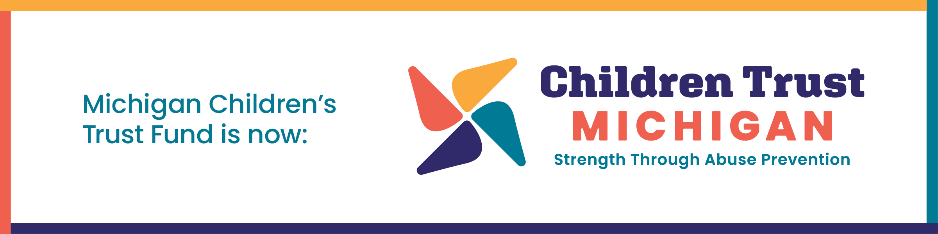 Michigan Children's
Trust Fund is now:
Children Trust
MICHIGAN
Strength Through Abuse Prevention